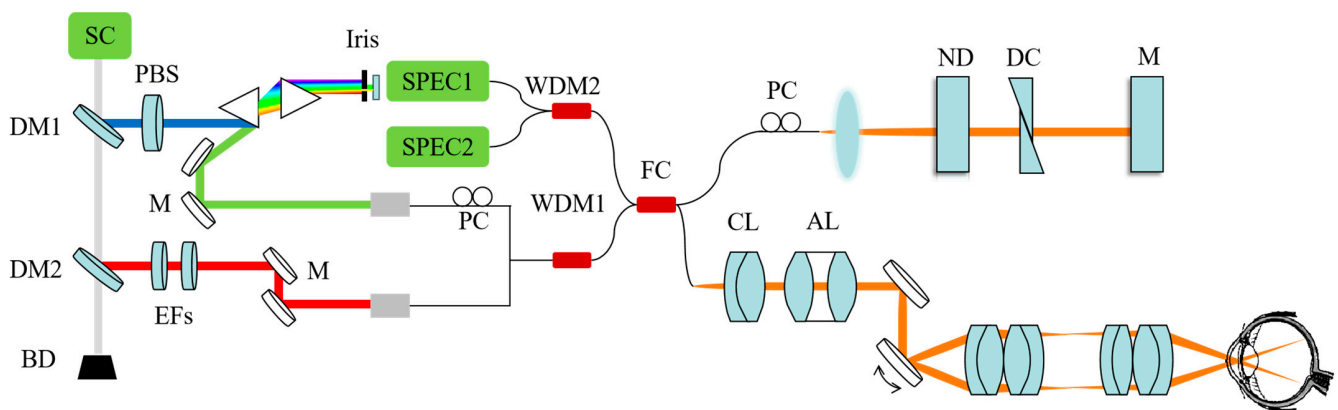 SC
PBS
Iris
SPEC1
WDM2
DM1
SPEC2
PC
ND
DC
M
FC
M
PC
WDM1
CL
AL
DM2
EFs
M
BD